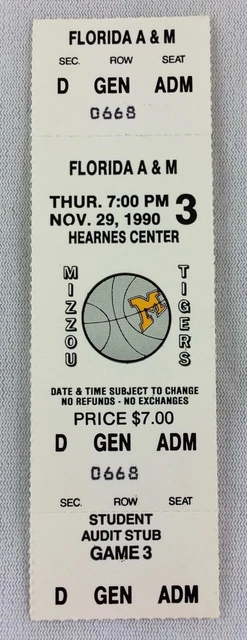 FLORIDA A & M
SEC. ROW SEAT
D GEN ADM
0668
FLORIDA A & M
THUR. 7:00 PM
NOV. 29, 1990 3
HEARNES CENTER
MIZZOU
M
TIGERS
DATE & TIME SUBJECT TO CHANGE
NO REFUNDS - NO EXCHANGES
PRICE $7.00
D GEN ADM
0668
SEC. ROW SEAT
STUDENT
AUDIT STUB
GAME 3
D GEN ADM